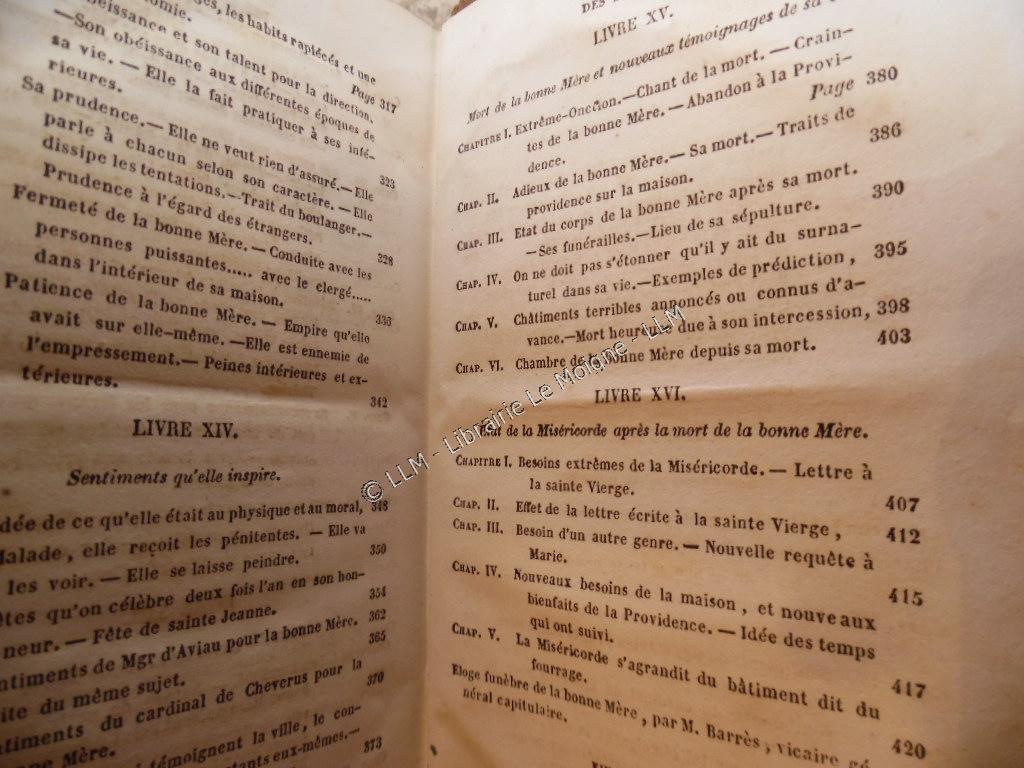 les habits rapiécés et une
Page 317
et son talent pour la direction.
—Son obéissance aux différentes époques de
sa vie. — Elle la fait pratiquer à ses infé-
rieures. 323
Sa prudence.— Elle ne veut rien d'assuré.— Elle
parle à chacun selon son caractère. — Elle
dissipe les tentations.—Trait du boulanger.—
Prudence à l'égard des étrangers. 328
Fermeté de la bonne Mère.— Conduite avec les
personnes puissantes..... avec le clergé.....
dans l'intérieur de sa maison. 336
Patience de la bonne Mère. — Empire qu'elle
avait sur elle-même. —Elle est ennemie de
l'empressement.— Peines intérieures et ex-
térieures. 342
LIVRE XIV.
Sentiments qu'elle inspire.
de ce qu'elle était au physique et au moral, 348
Malade, elle reçoit les pénitentes. — Elle va
les voir. — Elle se laisse peindre. 350
qu'on célèbre deux fois l'an en son hon-
neur. — Fête de sainte Jeanne. 354
de Mgr d'Aviau pour la bonne Mère. 362
du même sujet. 365
du cardinal de Cheverus pour la
Mère. 370
la ville, le con-
eux-mêmes.— 373
DES
LIVRE XV.
Mort de la bonne Mère et nouveaux témoignages de sa
CHAPITRE I. Extrême-Onction.—Chant de la mort. — Crain-
tes de la bonne Mère. — Abandon à la Provi-
dence. Page 380
CHAP. II. Adieux de la bonne Mère.— Sa mort.— Traits de
providence sur la maison. 386
CHAP. III. Etat du corps de la bonne Mère après sa mort.
—Ses funérailles.—Lieu de sa sépulture. 390
CHAP. IV. On ne doit pas s'étonner qu'il y ait du surna-
turel dans sa vie.—Exemples de prédiction, 395
CHAP. V. Châtiments terribles annoncés ou connus d'a-
vance.—Mort heureuse due à son intercession, 398
CHAP. VI. Chambre de la bonne Mère depuis sa mort. 403
LIVRE XVI.
Etat de la Miséricorde après la mort de la bonne Mère.
CHAPITRE I. Besoins extrêmes de la Miséricorde. — Lettre à
la sainte Vierge. 407
CHAP. II. Effet de la lettre écrite à la sainte Vierge, 412
CHAP. III. Besoin d'un autre genre. — Nouvelle requête à
Marie. 415
CHAP. IV. Nouveaux besoins de la maison, et nouveaux
bienfaits de la Providence. — Idée des temps
qui ont suivi. 417
CHAP. V. La Miséricorde s'agrandit du bâtiment dit du
fourrage. 420
Eloge funèbre de la bonne Mère, par M. Barrès, vicaire gé-
néral capitulaire.
© LLM - Librairie Le Moigne - LLM